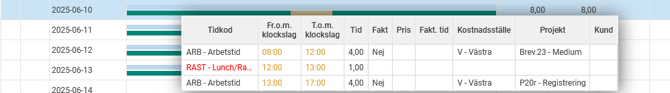 2025-06-10 8,00 8,00
2025-06-11
2025-06-12
2025-06-13
2025-06-14
Tidkod Fr.o.m. klockslag T.o.m. klockslag Tid Fakt Pris Fakt. tid Kostnadsställe Projekt Kund
ARB - Arbetstid 08:00 12:00 4,00 Nej V - Västra Brev.23 - Medium
RAST - Lunch/Ra... 12:00 13:00 1,00
ARB - Arbetstid 13:00 17:00 4,00 Nej V - Västra P20r - Registrering